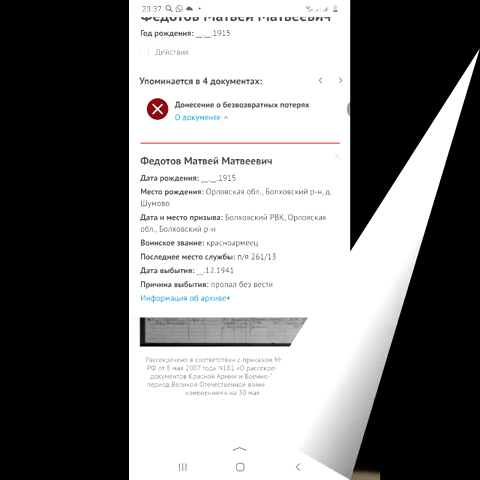 23:37
Федотов Матвей Матвеевич
Год рождения: __.__.1915
Действия
Упоминается в 4 документах:
Донесение о безвозвратных потерях
О документе
Федотов Матвей Матвеевич
Дата рождения: __.__.1915
Место рождения: Орловская обл., Болховский р-н, д.
Шумово
Дата и место призыва: Болховский РВК, Орловская
обл., Болховский р-н
Воинское звание: красноармеец
Последнее место службы: п/я 261/13
Дата выбытия: __.12.1941
Причина выбытия: пропал без вести
Информация об архиве+
Рассекречено в соответствии с приказом М
РФ от 8 мая 2007 года N181 «О рассекре
документов Красной Армии и Военно-
период Великой Отечественной войн
изменениями на 30 мая